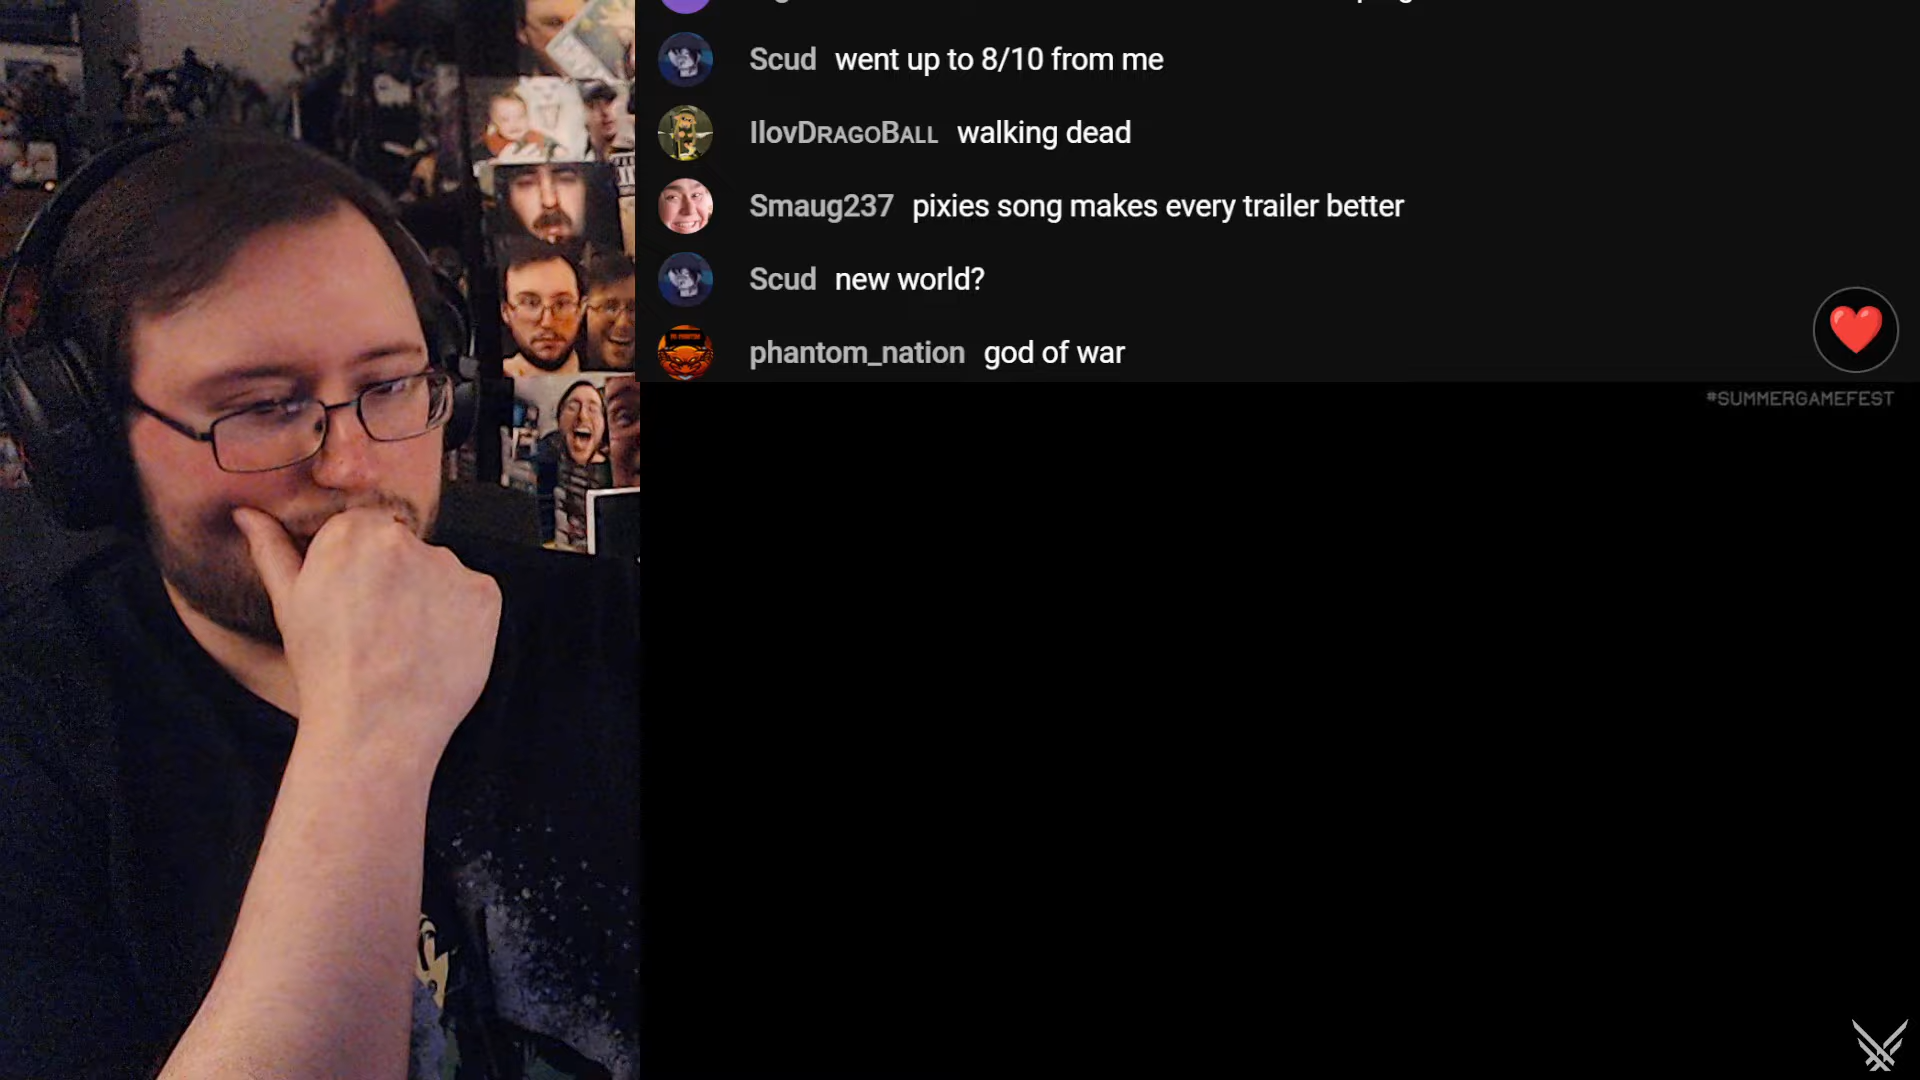 Scud went up to 8/10 from me
IlovDRAGOBALL walking dead
Smaug237 pixies song makes every trailer better
Scud new world?
phantom_nation god of war
#SUMMERGAMEFEST